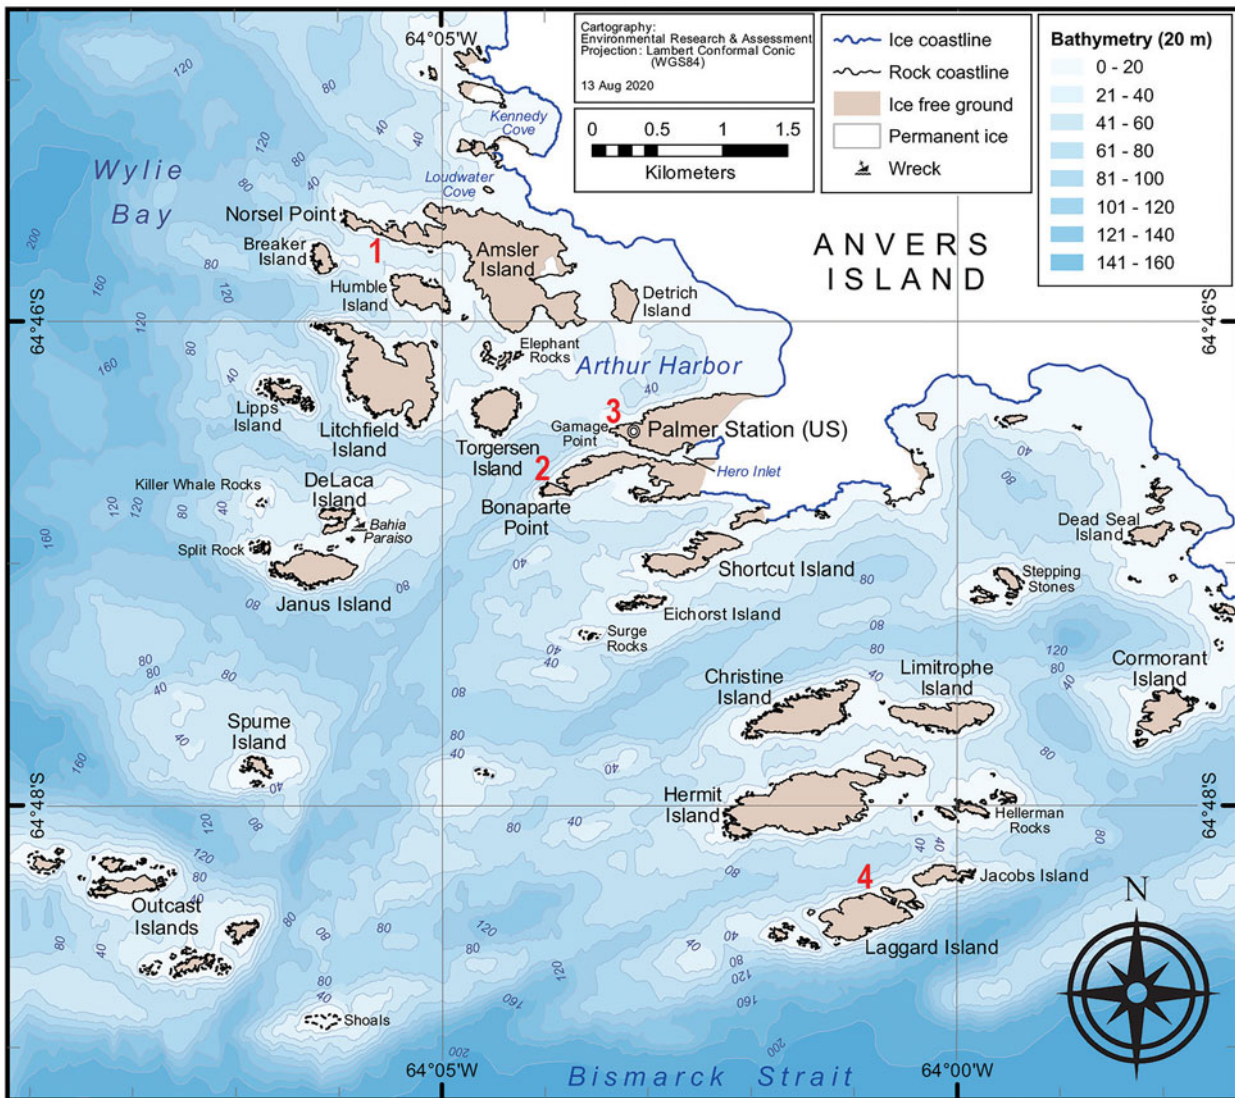 64°05'W
Cartography:
Environmental Research & Assessment
Projection: Lambert Conformal Conic
(WGS84)
13 Aug 2020
0 0.5 1 1.5
Kilometers
Ice coastline
Rock coastline
Ice free ground
Permanent ice
Wreck
Bathymetry (20 m)
0 - 20
21 - 40
41 - 60
61 - 80
81 - 100
101 - 120
121 - 140
141 - 160
Kennedy
Cove
Loudwater
Cove
Wylie
Bay
Norsel Point
1
Breaker
Island
Humble
Island
Amsler
Island
Detrich
Island
ANVERS
ISLAND
64°46'S
64°46'S
Elephant
Rocks
Arthur Harbor
Lipps
Island
Litchfield
Island
Torgersen
Island
3
Gamage
Point
Palmer Station (US)
Hero Inlet
2
Bonaparte
Point
Killer Whale Rocks
DeLaca
Island
Bahia
Paraiso
Split Rock
Janus Island
Shortcut Island
Eichorst Island
Surge
Rocks
Dead Seal
Island
Stepping
Stones
Christine
Island
Limitrophe
Island
Cormorant
Island
Spume
Island
Hermit
Island
Hellerman
Rocks
64°48'S
64°48'S
4
Jacobs Island
Laggard Island
Outcast
Islands
Shoals
N
64°05'W
64°00'W
Bismarck Strait